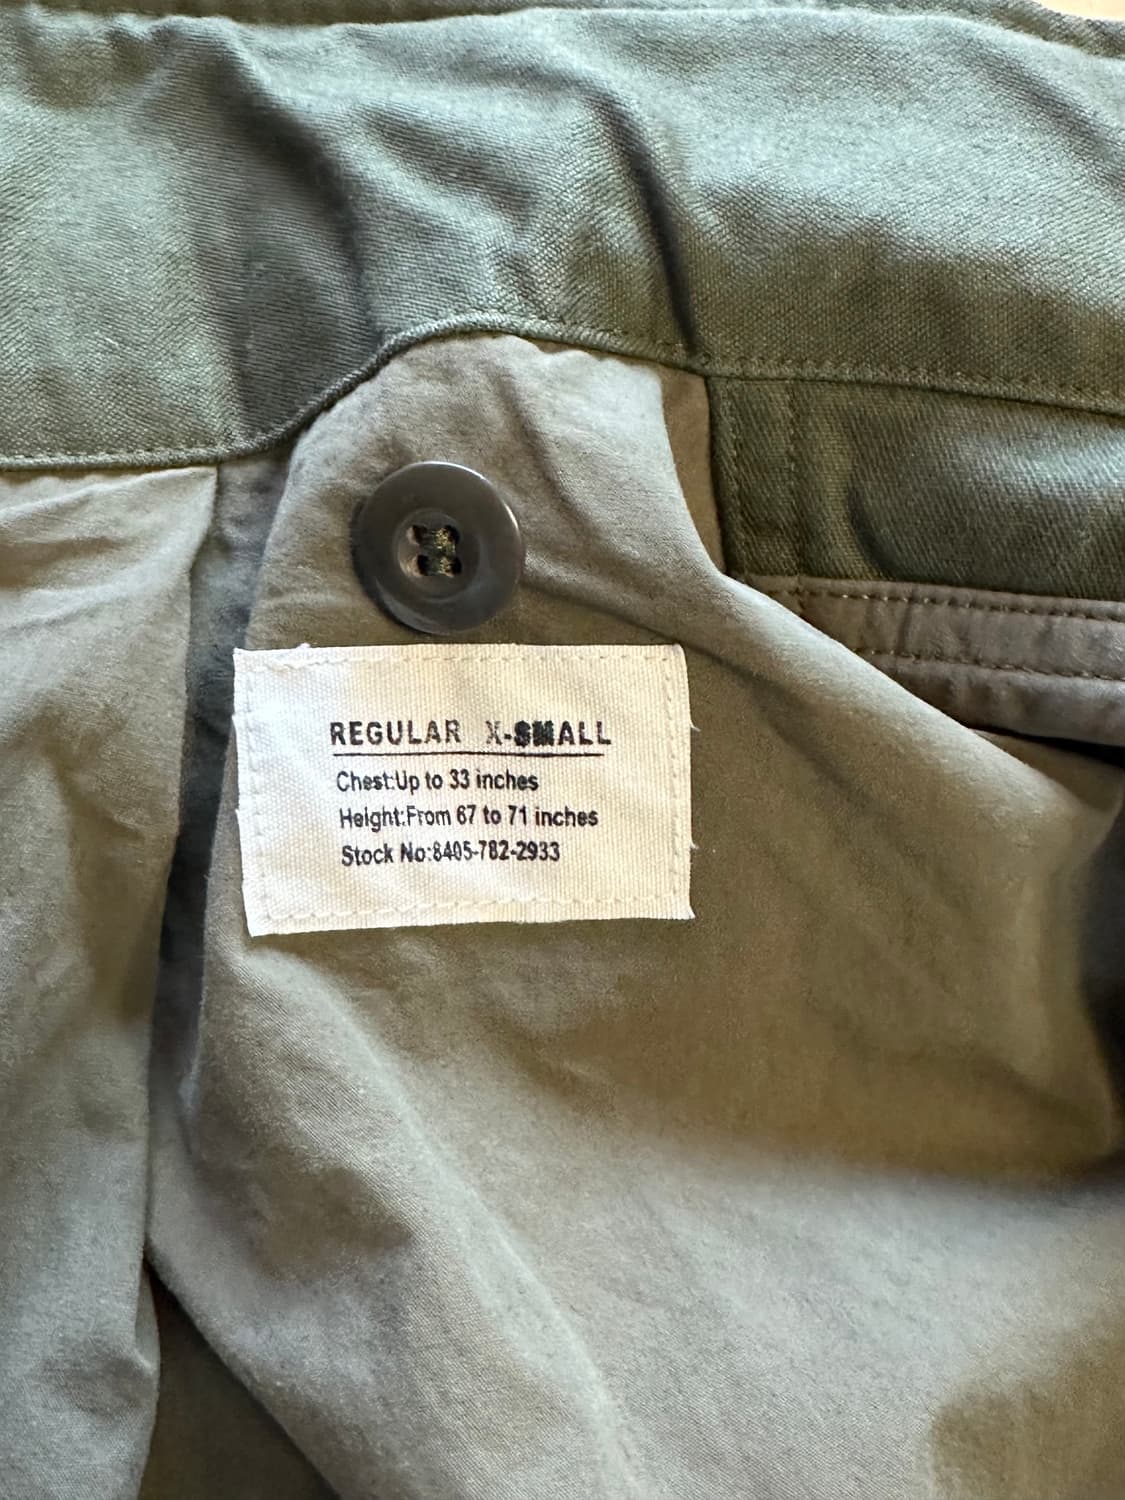 REGULAR X-SMALL
Chest:Up to 33 inches
Height:From 67 to 71 inches
Stock No:8405-782-2933